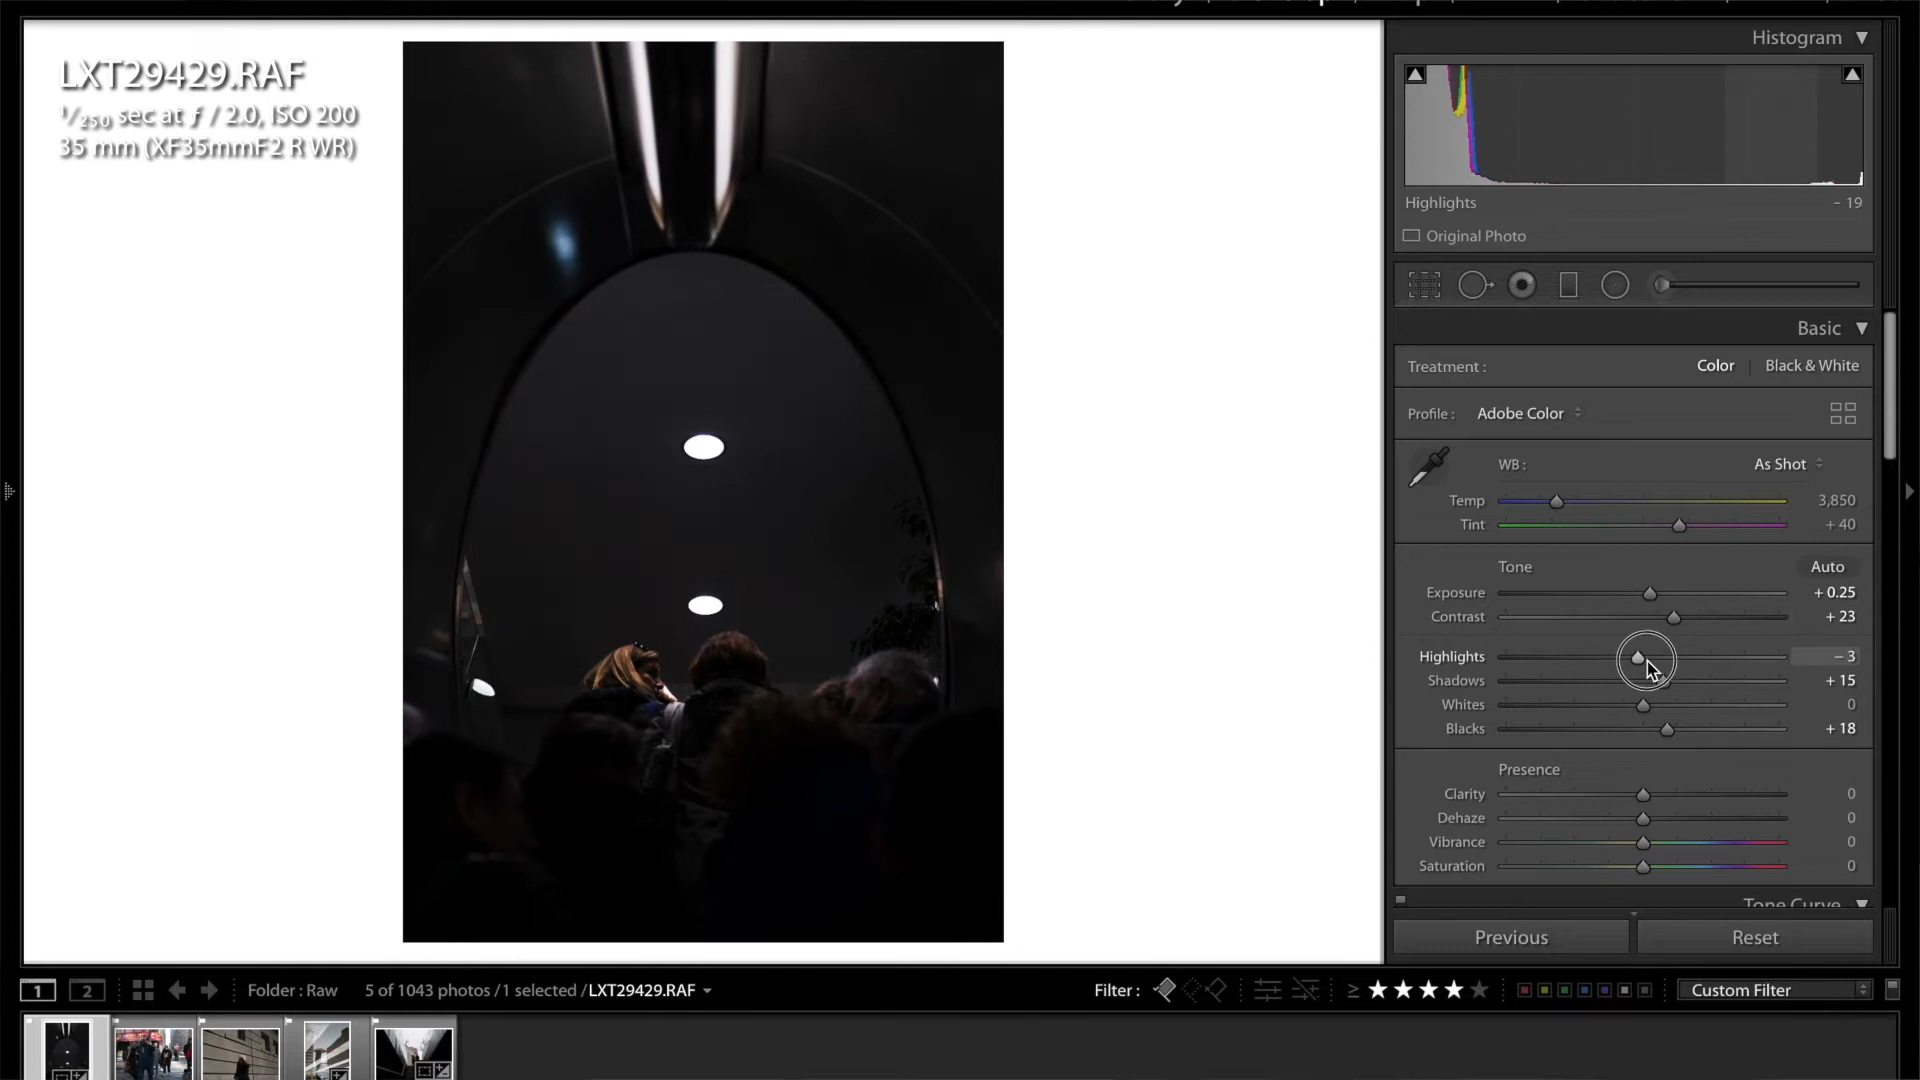 LXT29429.RAF
1/250 sec at ƒ / 2.0, ISO 200
35 mm (XF35mmF2 R WR)
Histogram
Highlights − 19
Original Photo
Basic
Treatment : Color | Black & White
Profile : Adobe Color
WB : As Shot
Temp 3,850
Tint + 40
Tone Auto
Exposure + 0.25
Contrast + 23
Highlights − 3
Shadows + 15
Whites 0
Blacks + 18
Presence
Clarity 0
Dehaze 0
Vibrance 0
Saturation 0
Tone Curve
Previous Reset
1 2 Folder : Raw 5 of 1043 photos / 1 selected / LXT29429.RAF Filter : ≥ ★★★★★ Custom Filter